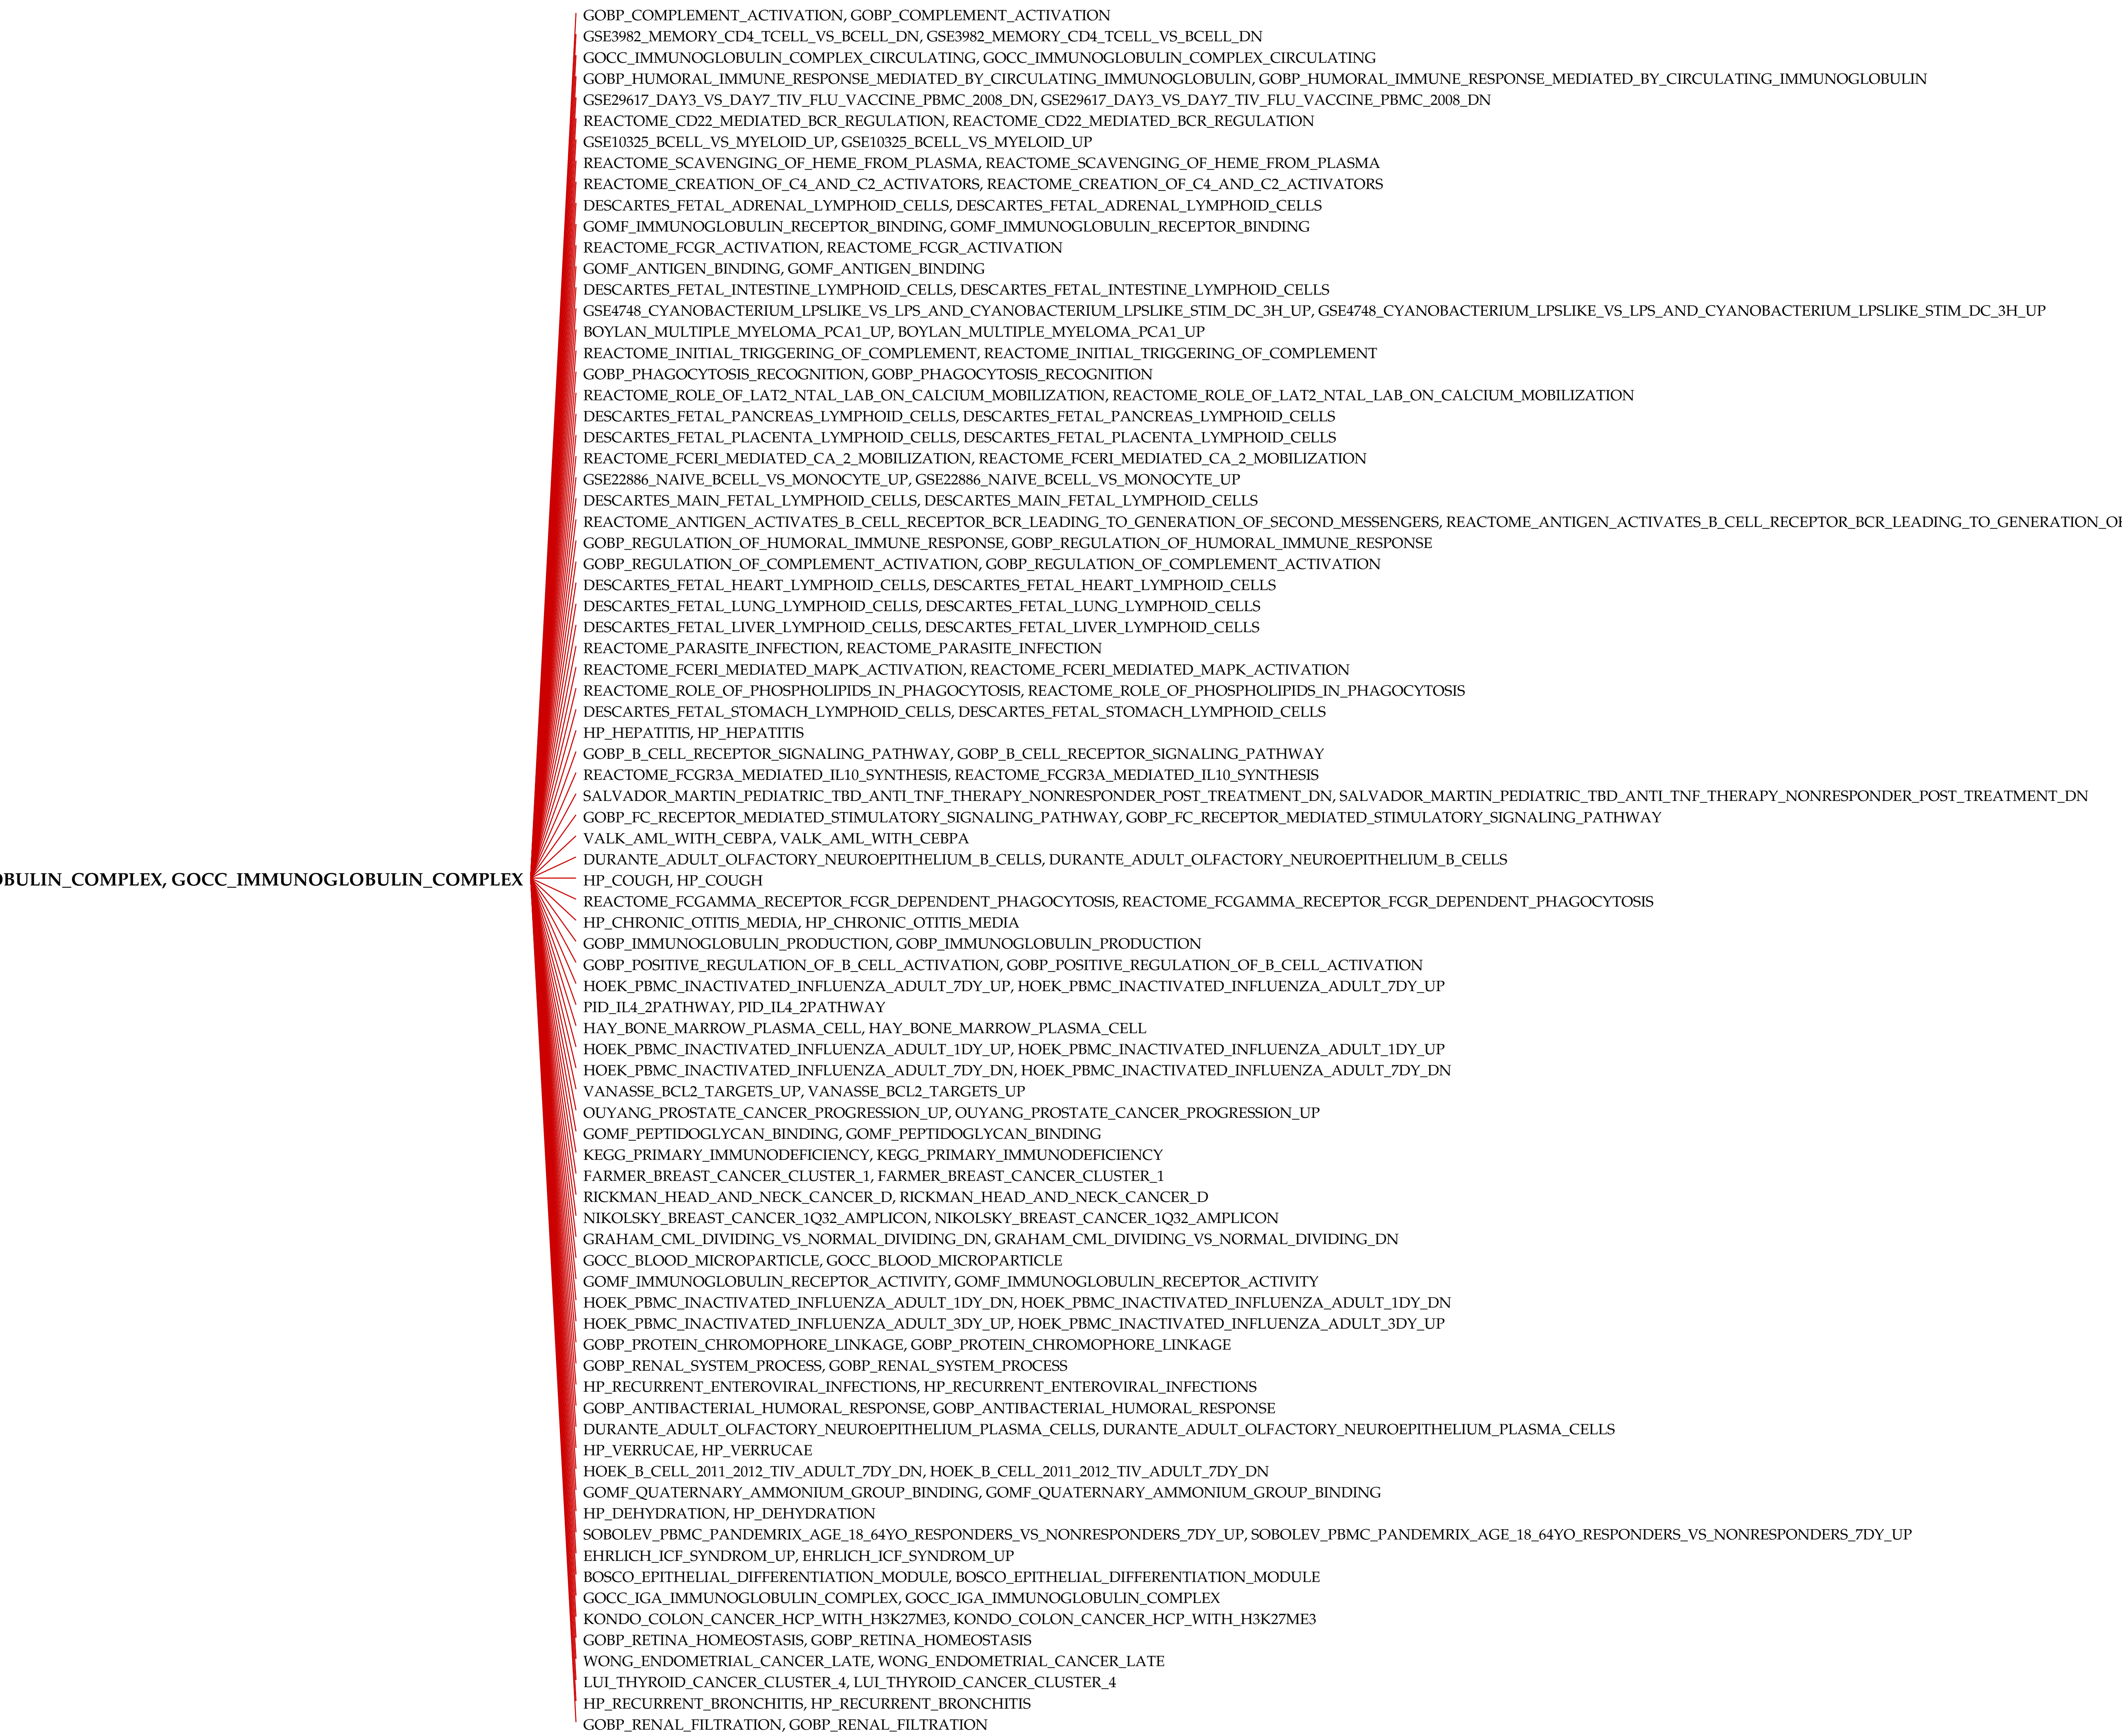 GOBP_COMPLEMENT_ACTIVATION, GOBP_COMPLEMENT_ACTIVATION
GSE3982_MEMORY_CD4_TCELL_VS_BCELL_DN, GSE3982_MEMORY_CD4_TCELL_VS_BCELL_DN
GOCC_IMMUNOGLOBULIN_COMPLEX_CIRCULATING, GOCC_IMMUNOGLOBULIN_COMPLEX_CIRCULATING
GOBP_HUMORAL_IMMUNE_RESPONSE_MEDIATED_BY_CIRCULATING_IMMUNOGLOBULIN, GOBP_HUMORAL_IMMUNE_RESPONSE_MEDIATED_BY_CIRCULATING_IMMUNOGLOBULIN
GSE29617_DAY3_VS_DAY7_TIV_FLU_VACCINE_PBMC_2008_DN, GSE29617_DAY3_VS_DAY7_TIV_FLU_VACCINE_PBMC_2008_DN
REACTOME_CD22_MEDIATED_BCR_REGULATION, REACTOME_CD22_MEDIATED_BCR_REGULATION
GSE10325_BCELL_VS_MYELOID_UP, GSE10325_BCELL_VS_MYELOID_UP
REACTOME_SCAVENGING_OF_HEME_FROM_PLASMA, REACTOME_SCAVENGING_OF_HEME_FROM_PLASMA
REACTOME_CREATION_OF_C4_AND_C2_ACTIVATORS, REACTOME_CREATION_OF_C4_AND_C2_ACTIVATORS
DESCARTES_FETAL_ADRENAL_LYMPHOID_CELLS, DESCARTES_FETAL_ADRENAL_LYMPHOID_CELLS
GOMF_IMMUNOGLOBULIN_RECEPTOR_BINDING, GOMF_IMMUNOGLOBULIN_RECEPTOR_BINDING
REACTOME_FCGR_ACTIVATION, REACTOME_FCGR_ACTIVATION
GOMF_ANTIGEN_BINDING, GOMF_ANTIGEN_BINDING
DESCARTES_FETAL_INTESTINE_LYMPHOID_CELLS, DESCARTES_FETAL_INTESTINE_LYMPHOID_CELLS
GSE4748_CYANOBACTERIUM_LPSLIKE_VS_LPS_AND_CYANOBACTERIUM_LPSLIKE_STIM_DC_3H_UP, GSE4748_CYANOBACTERIUM_LPSLIKE_VS_LPS_AND_CYANOBACTERIUM_LPSLIKE_STIM_DC_3H_UP
BOYLAN_MULTIPLE_MYELOMA_PCA1_UP, BOYLAN_MULTIPLE_MYELOMA_PCA1_UP
REACTOME_INITIAL_TRIGGERING_OF_COMPLEMENT, REACTOME_INITIAL_TRIGGERING_OF_COMPLEMENT
GOBP_PHAGOCYTOSIS_RECOGNITION, GOBP_PHAGOCYTOSIS_RECOGNITION
REACTOME_ROLE_OF_LAT2_NTAL_LAB_ON_CALCIUM_MOBILIZATION, REACTOME_ROLE_OF_LAT2_NTAL_LAB_ON_CALCIUM_MOBILIZATION
DESCARTES_FETAL_PANCREAS_LYMPHOID_CELLS, DESCARTES_FETAL_PANCREAS_LYMPHOID_CELLS
DESCARTES_FETAL_PLACENTA_LYMPHOID_CELLS, DESCARTES_FETAL_PLACENTA_LYMPHOID_CELLS
REACTOME_FCERI_MEDIATED_CA_2_MOBILIZATION, REACTOME_FCERI_MEDIATED_CA_2_MOBILIZATION
GSE22886_NAIVE_BCELL_VS_MONOCYTE_UP, GSE22886_NAIVE_BCELL_VS_MONOCYTE_UP
DESCARTES_MAIN_FETAL_LYMPHOID_CELLS, DESCARTES_MAIN_FETAL_LYMPHOID_CELLS
REACTOME_ANTIGEN_ACTIVATES_B_CELL_RECEPTOR_BCR_LEADING_TO_GENERATION_OF_SECOND_MESSENGERS, REACTOME_ANTIGEN_ACTIVATES_B_CELL_RECEPTOR_BCR_LEADING_TO_GENERATION_OF
GOBP_REGULATION_OF_HUMORAL_IMMUNE_RESPONSE, GOBP_REGULATION_OF_HUMORAL_IMMUNE_RESPONSE
GOBP_REGULATION_OF_COMPLEMENT_ACTIVATION, GOBP_REGULATION_OF_COMPLEMENT_ACTIVATION
DESCARTES_FETAL_HEART_LYMPHOID_CELLS, DESCARTES_FETAL_HEART_LYMPHOID_CELLS
DESCARTES_FETAL_LUNG_LYMPHOID_CELLS, DESCARTES_FETAL_LUNG_LYMPHOID_CELLS
DESCARTES_FETAL_LIVER_LYMPHOID_CELLS, DESCARTES_FETAL_LIVER_LYMPHOID_CELLS
REACTOME_PARASITE_INFECTION, REACTOME_PARASITE_INFECTION
REACTOME_FCERI_MEDIATED_MAPK_ACTIVATION, REACTOME_FCERI_MEDIATED_MAPK_ACTIVATION
REACTOME_ROLE_OF_PHOSPHOLIPIDS_IN_PHAGOCYTOSIS, REACTOME_ROLE_OF_PHOSPHOLIPIDS_IN_PHAGOCYTOSIS
DESCARTES_FETAL_STOMACH_LYMPHOID_CELLS, DESCARTES_FETAL_STOMACH_LYMPHOID_CELLS
HP_HEPATITIS, HP_HEPATITIS
GOBP_B_CELL_RECEPTOR_SIGNALING_PATHWAY, GOBP_B_CELL_RECEPTOR_SIGNALING_PATHWAY
REACTOME_FCGR3A_MEDIATED_IL10_SYNTHESIS, REACTOME_FCGR3A_MEDIATED_IL10_SYNTHESIS
SALVADOR_MARTIN_PEDIATRIC_TBD_ANTI_TNF_THERAPY_NONRESPONDER_POST_TREATMENT_DN, SALVADOR_MARTIN_PEDIATRIC_TBD_ANTI_TNF_THERAPY_NONRESPONDER_POST_TREATMENT_DN
GOBP_FC_RECEPTOR_MEDIATED_STIMULATORY_SIGNALING_PATHWAY, GOBP_FC_RECEPTOR_MEDIATED_STIMULATORY_SIGNALING_PATHWAY
VALK_AML_WITH_CEBPA, VALK_AML_WITH_CEBPA
DURANTE_ADULT_OLFACTORY_NEUROEPITHELIUM_B_CELLS, DURANTE_ADULT_OLFACTORY_NEUROEPITHELIUM_B_CELLS
OBULIN_COMPLEX, GOCC_IMMUNOGLOBULIN_COMPLEX
HP_COUGH, HP_COUGH
REACTOME_FCGAMMA_RECEPTOR_FCGR_DEPENDENT_PHAGOCYTOSIS, REACTOME_FCGAMMA_RECEPTOR_FCGR_DEPENDENT_PHAGOCYTOSIS
HP_CHRONIC_OTITIS_MEDIA, HP_CHRONIC_OTITIS_MEDIA
GOBP_IMMUNOGLOBULIN_PRODUCTION, GOBP_IMMUNOGLOBULIN_PRODUCTION
GOBP_POSITIVE_REGULATION_OF_B_CELL_ACTIVATION, GOBP_POSITIVE_REGULATION_OF_B_CELL_ACTIVATION
HOEK_PBMC_INACTIVATED_INFLUENZA_ADULT_7DY_UP, HOEK_PBMC_INACTIVATED_INFLUENZA_ADULT_7DY_UP
PID_IL4_2PATHWAY, PID_IL4_2PATHWAY
HAY_BONE_MARROW_PLASMA_CELL, HAY_BONE_MARROW_PLASMA_CELL
HOEK_PBMC_INACTIVATED_INFLUENZA_ADULT_1DY_UP, HOEK_PBMC_INACTIVATED_INFLUENZA_ADULT_1DY_UP
HOEK_PBMC_INACTIVATED_INFLUENZA_ADULT_7DY_DN, HOEK_PBMC_INACTIVATED_INFLUENZA_ADULT_7DY_DN
VANASSE_BCL2_TARGETS_UP, VANASSE_BCL2_TARGETS_UP
OUYANG_PROSTATE_CANCER_PROGRESSION_UP, OUYANG_PROSTATE_CANCER_PROGRESSION_UP
GOMF_PEPTIDOGLYCAN_BINDING, GOMF_PEPTIDOGLYCAN_BINDING
KEGG_PRIMARY_IMMUNODEFICIENCY, KEGG_PRIMARY_IMMUNODEFICIENCY
FARMER_BREAST_CANCER_CLUSTER_1, FARMER_BREAST_CANCER_CLUSTER_1
RICKMAN_HEAD_AND_NECK_CANCER_D, RICKMAN_HEAD_AND_NECK_CANCER_D
NIKOLSKY_BREAST_CANCER_1Q32_AMPLICON, NIKOLSKY_BREAST_CANCER_1Q32_AMPLICON
GRAHAM_CML_DIVIDING_VS_NORMAL_DIVIDING_DN, GRAHAM_CML_DIVIDING_VS_NORMAL_DIVIDING_DN
GOCC_BLOOD_MICROPARTICLE, GOCC_BLOOD_MICROPARTICLE
GOMF_IMMUNOGLOBULIN_RECEPTOR_ACTIVITY, GOMF_IMMUNOGLOBULIN_RECEPTOR_ACTIVITY
HOEK_PBMC_INACTIVATED_INFLUENZA_ADULT_1DY_DN, HOEK_PBMC_INACTIVATED_INFLUENZA_ADULT_1DY_DN
HOEK_PBMC_INACTIVATED_INFLUENZA_ADULT_3DY_UP, HOEK_PBMC_INACTIVATED_INFLUENZA_ADULT_3DY_UP
GOBP_PROTEIN_CHROMOPHORE_LINKAGE, GOBP_PROTEIN_CHROMOPHORE_LINKAGE
GOBP_RENAL_SYSTEM_PROCESS, GOBP_RENAL_SYSTEM_PROCESS
HP_RECURRENT_ENTEROVIRAL_INFECTIONS, HP_RECURRENT_ENTEROVIRAL_INFECTIONS
GOBP_ANTIBACTERIAL_HUMORAL_RESPONSE, GOBP_ANTIBACTERIAL_HUMORAL_RESPONSE
DURANTE_ADULT_OLFACTORY_NEUROEPITHELIUM_PLASMA_CELLS, DURANTE_ADULT_OLFACTORY_NEUROEPITHELIUM_PLASMA_CELLS
HP_VERRUCAE, HP_VERRUCAE
HOEK_B_CELL_2011_2012_TIV_ADULT_7DY_DN, HOEK_B_CELL_2011_2012_TIV_ADULT_7DY_DN
GOMF_QUATERNARY_AMMONIUM_GROUP_BINDING, GOMF_QUATERNARY_AMMONIUM_GROUP_BINDING
HP_DEHYDRATION, HP_DEHYDRATION
SOBOLEV_PBMC_PANDEMRIX_AGE_18_64YO_RESPONDERS_VS_NONRESPONDERS_7DY_UP, SOBOLEV_PBMC_PANDEMRIX_AGE_18_64YO_RESPONDERS_VS_NONRESPONDERS_7DY_UP
EHRLICH_ICF_SYNDROM_UP, EHRLICH_ICF_SYNDROM_UP
BOSCO_EPITHELIAL_DIFFERENTIATION_MODULE, BOSCO_EPITHELIAL_DIFFERENTIATION_MODULE
GOCC_IGA_IMMUNOGLOBULIN_COMPLEX, GOCC_IGA_IMMUNOGLOBULIN_COMPLEX
KONDO_COLON_CANCER_HCP_WITH_H3K27ME3, KONDO_COLON_CANCER_HCP_WITH_H3K27ME3
GOBP_RETINA_HOMEOSTASIS, GOBP_RETINA_HOMEOSTASIS
WONG_ENDOMETRIAL_CANCER_LATE, WONG_ENDOMETRIAL_CANCER_LATE
LUI_THYROID_CANCER_CLUSTER_4, LUI_THYROID_CANCER_CLUSTER_4
HP_RECURRENT_BRONCHITIS, HP_RECURRENT_BRONCHITIS
GOBP_RENAL_FILTRATION, GOBP_RENAL_FILTRATION